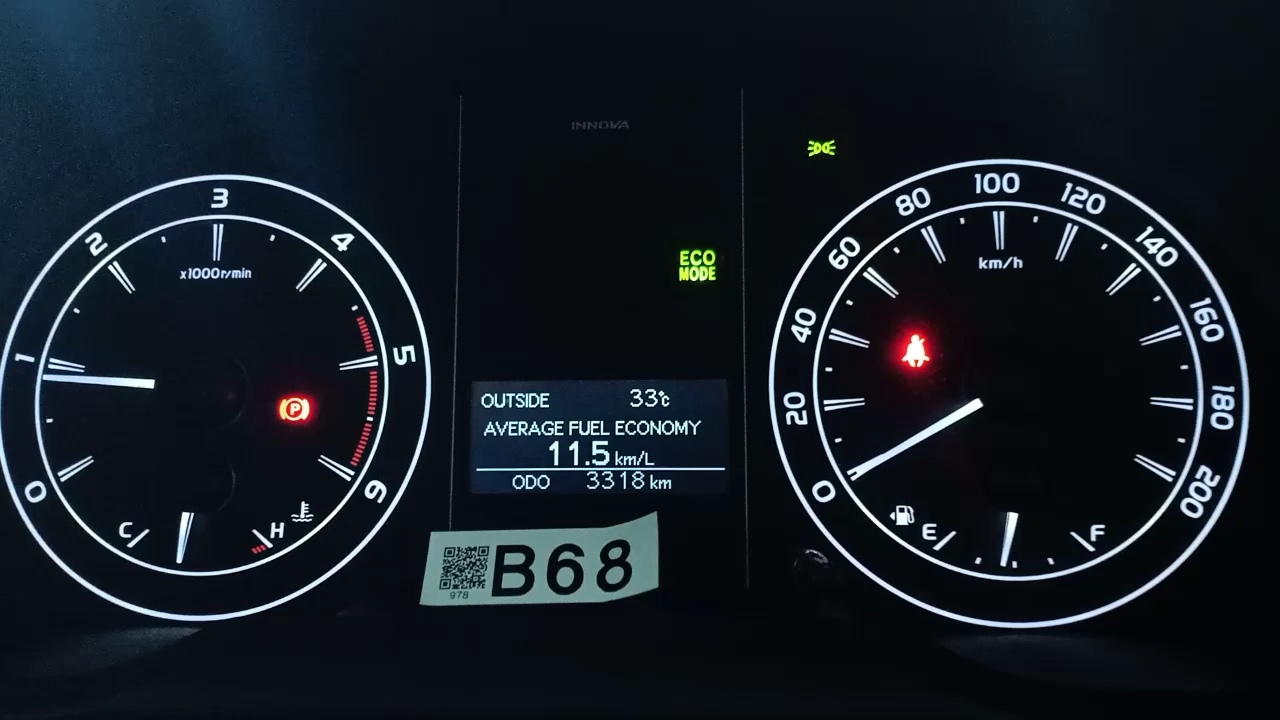 INNOVA
0
1
2
3
4
5
6
x1000r/min
P
C
H
ECO
MODE
OUTSIDE 33°c
AVERAGE FUEL ECONOMY
11.5 km/L
ODO 3318 km
978
B68
0
20
40
60
80
100
120
140
160
180
200
km/h
E
F